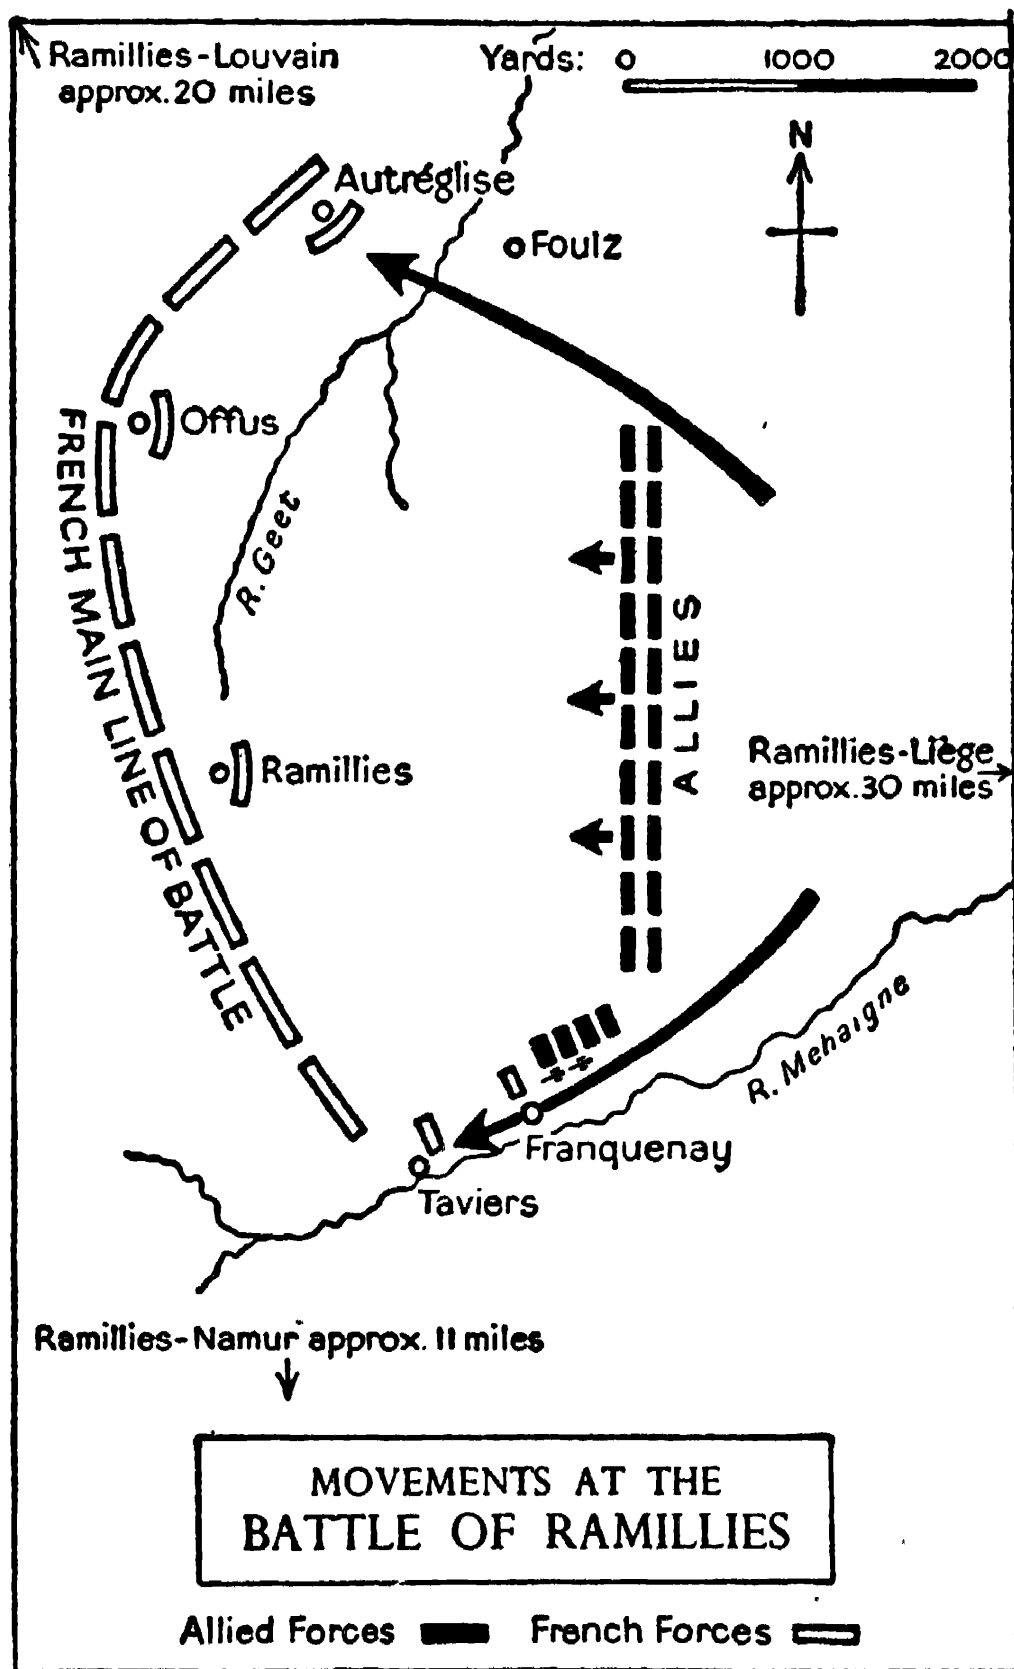 Ramillies-Louvain
approx. 20 miles
Yards: 0 1000 2000
N
Autréglise
Foulz
Offus
FRENCH MAIN LINE OF BATTLE
R. Geet
ALLIES
Ramillies
Ramillies-Liège
approx. 30 miles
R. Mehaigne
Franquenay
Taviers
Ramillies-Namur approx. 11 miles
MOVEMENTS AT THE
BATTLE OF RAMILLIES
Allied Forces French Forces